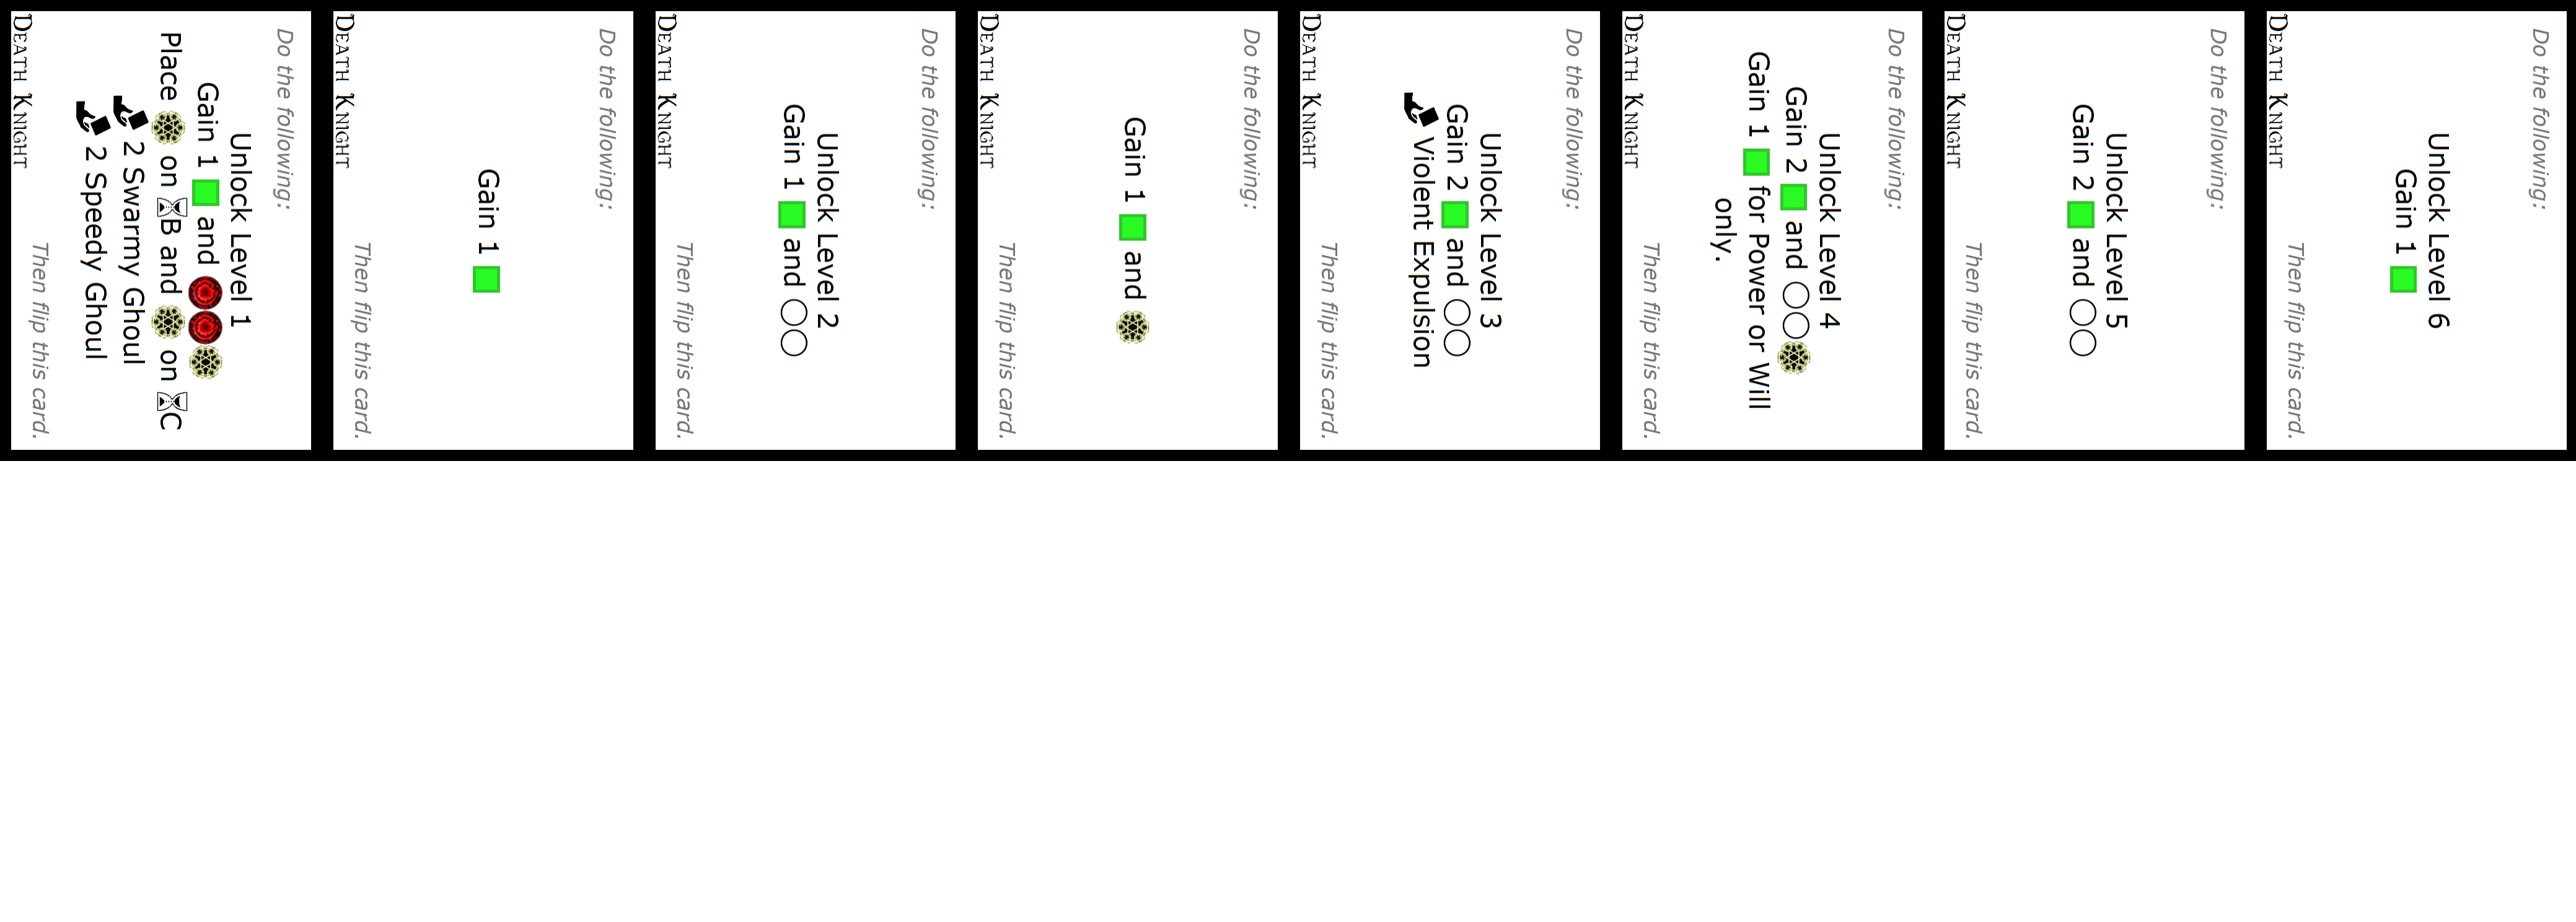 Do the following:
Unlock Level 1
Gain 1 and
Place on B and on C
2 Swarmy Ghoul
2 Speedy Ghoul
Then flip this card.
Death Knight
Do the following:
Gain 1
Then flip this card.
Death Knight
Do the following:
Unlock Level 2
Gain 1 and
Then flip this card.
Death Knight
Do the following:
Gain 1 and
Then flip this card.
Death Knight
Do the following:
Unlock Level 3
Gain 2 and
Violent Expulsion
Then flip this card.
Death Knight
Do the following:
Unlock Level 4
Gain 2 and
Gain 1 for Power or Will
only.
Then flip this card.
Death Knight
Do the following:
Unlock Level 5
Gain 2 and
Then flip this card.
Death Knight
Do the following:
Unlock Level 6
Gain 1
Then flip this card.
Death Knight